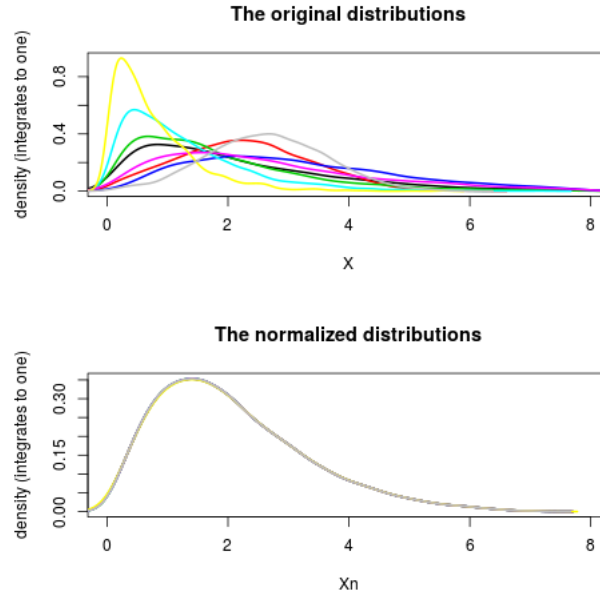 The original distributions
density (integrates to one)
0.8
0.4
0.0
0 2 4 6 8
X
The normalized distributions
density (integrates to one)
0.30
0.15
0.00
0 2 4 6 8
Xn